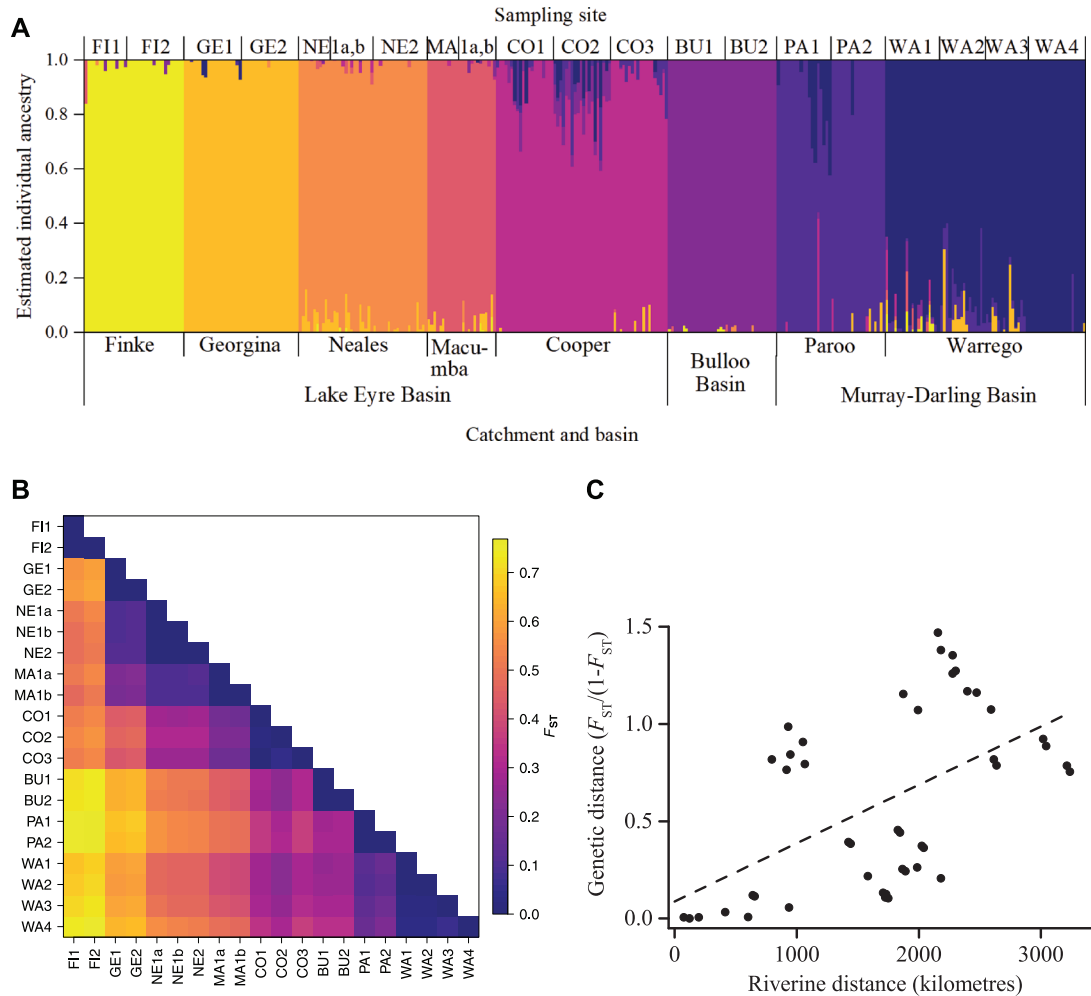 A
Sampling site
FI1 FI2 GE1 GE2 NE1a,b NE2 MA1a,b CO1 CO2 CO3 BU1 BU2 PA1 PA2 WA1 WA2 WA3 WA4
Estimated individual ancestry
1.0
0.8
0.6
0.4
0.2
0.0
Finke Georgina Neales Macu-
mba Cooper Bulloo
Basin Paroo Warrego
Lake Eyre Basin Murray-Darling Basin
Catchment and basin
B
FI1
FI2
GE1
GE2
NE1a
NE1b
NE2
MA1a
MA1b
CO1
CO2
CO3
BU1
BU2
PA1
PA2
WA1
WA2
WA3
WA4
FI1 FI2 GE1 GE2 NE1a NE1b NE2 MA1a MA1b CO1 CO2 CO3 BU1 BU2 PA1 PA2 WA1 WA2 WA3 WA4
0.7
0.6
0.5
0.4
0.3
0.2
0.1
0.0
FST
C
Genetic distance (FST/(1-FST)
1.5
1.0
0.5
0.0
0 1000 2000 3000
Riverine distance (kilometres)